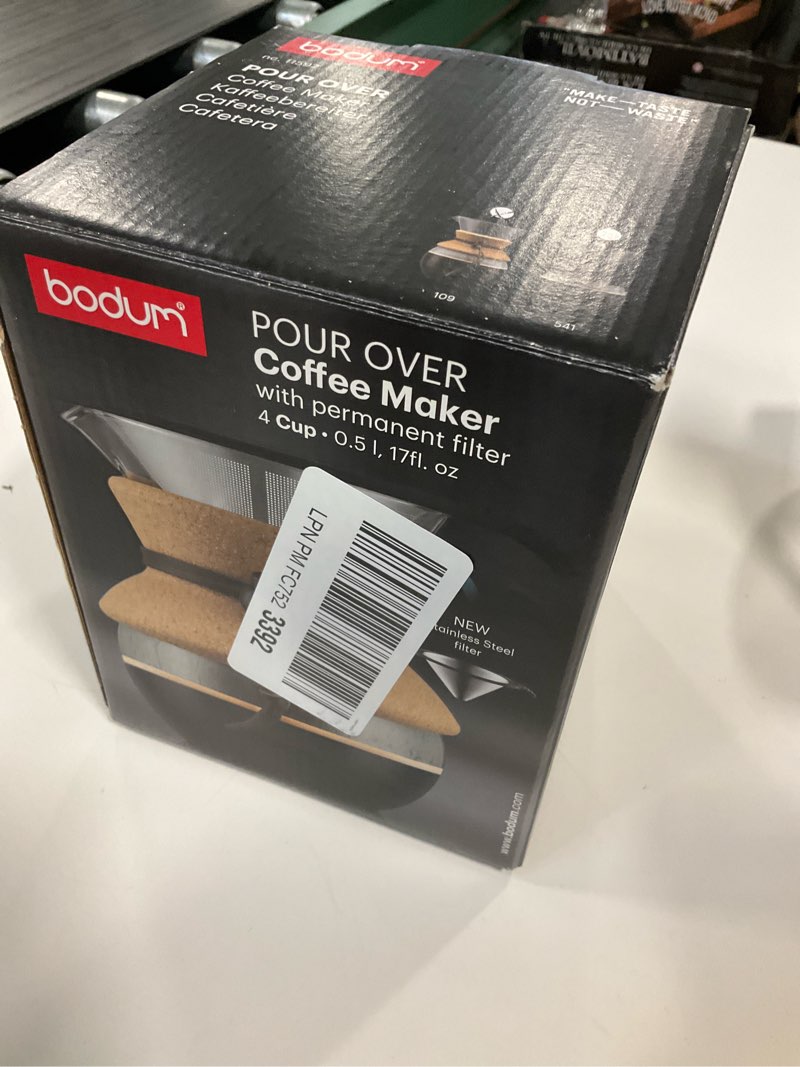 bodum®
POUR OVER
Coffee Maker
Kaffeebereiter
Cafetière
Cafetera
"MAKE—TASTE
NOT—WASTE"
109
541
bodum®
POUR OVER
Coffee Maker
with permanent filter
4 Cup • 0.5 l, 17fl. oz
LPN PM FC752 3392
NEW
tainless Steel
filter
www.bodum.com